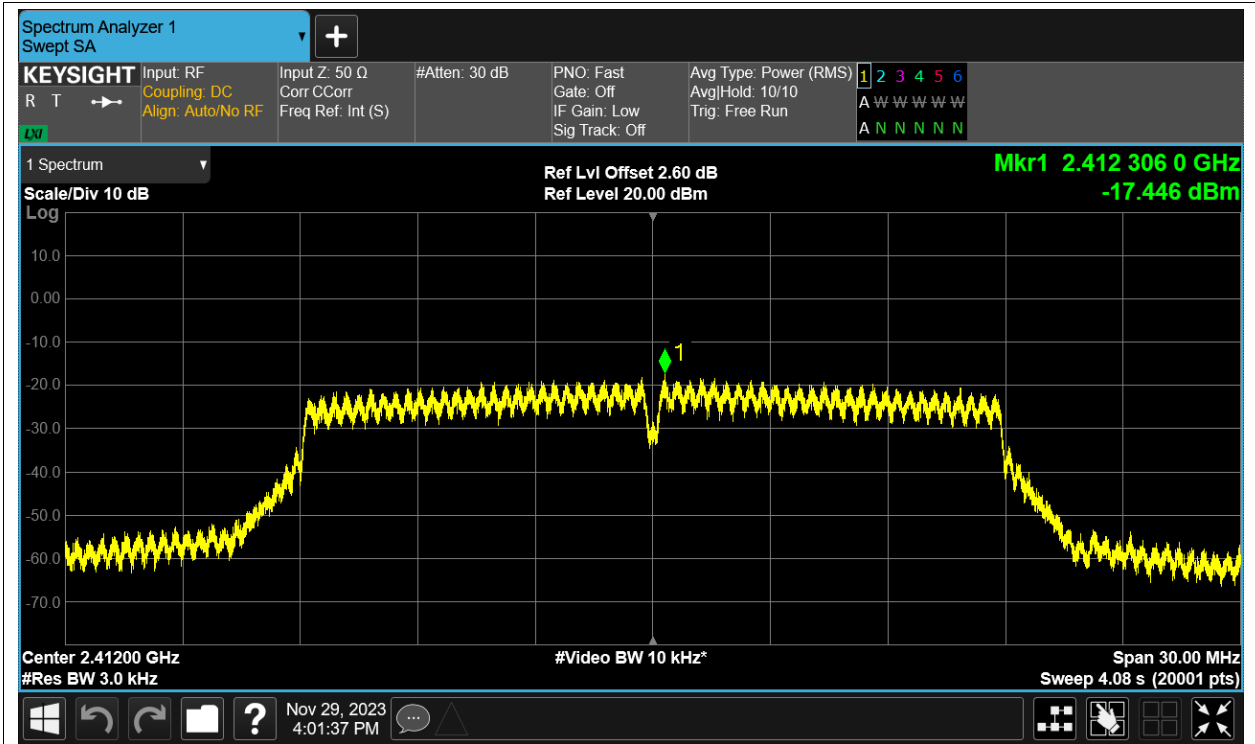 Spectrum Analyzer 1
Swept SA
+
KEYSIGHT
R T
LXI
Input: RF
Coupling: DC
Align: Auto/No RF
Input Z: 50 Ω
Corr CCorr
Freq Ref: Int (S)
#Atten: 30 dB
PNO: Fast
Gate: Off
IF Gain: Low
Sig Track: Off
Avg Type: Power (RMS)
Avg|Hold: 10/10
Trig: Free Run
1 2 3 4 5 6
A W W W W W
A N N N N N
1 Spectrum
Scale/Div 10 dB
Log
Ref Lvl Offset 2.60 dB
Ref Level 20.00 dBm
Mkr1 2.412 306 0 GHz
-17.446 dBm
10.0
0.00
-10.0
-20.0
-30.0
-40.0
-50.0
-60.0
-70.0
1
Center 2.41200 GHz
#Res BW 3.0 kHz
#Video BW 10 kHz*
Span 30.00 MHz
Sweep 4.08 s (20001 pts)
?
Nov 29, 2023
4:01:37 PM